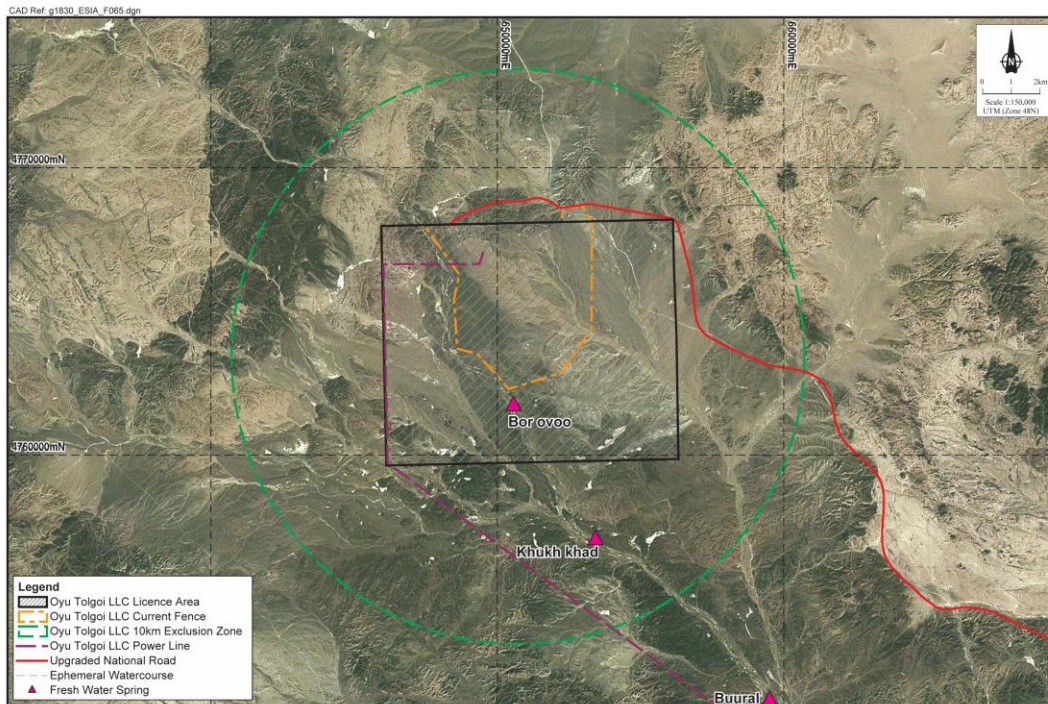 CAD Ref: g1830_ESIA_F065.dgn
650000mE
660000mE
N
0 1 2km
Scale 1:150,000
UTM (Zone 48N)
4770000mN
Bor ovoo
4760000mN
Khukh khad
Buural
Legend
Oyu Tolgoi LLC Licence Area
Oyu Tolgoi LLC Current Fence
Oyu Tolgoi LLC 10km Exclusion Zone
Oyu Tolgoi LLC Power Line
Upgraded National Road
Ephemeral Watercourse
Fresh Water Spring